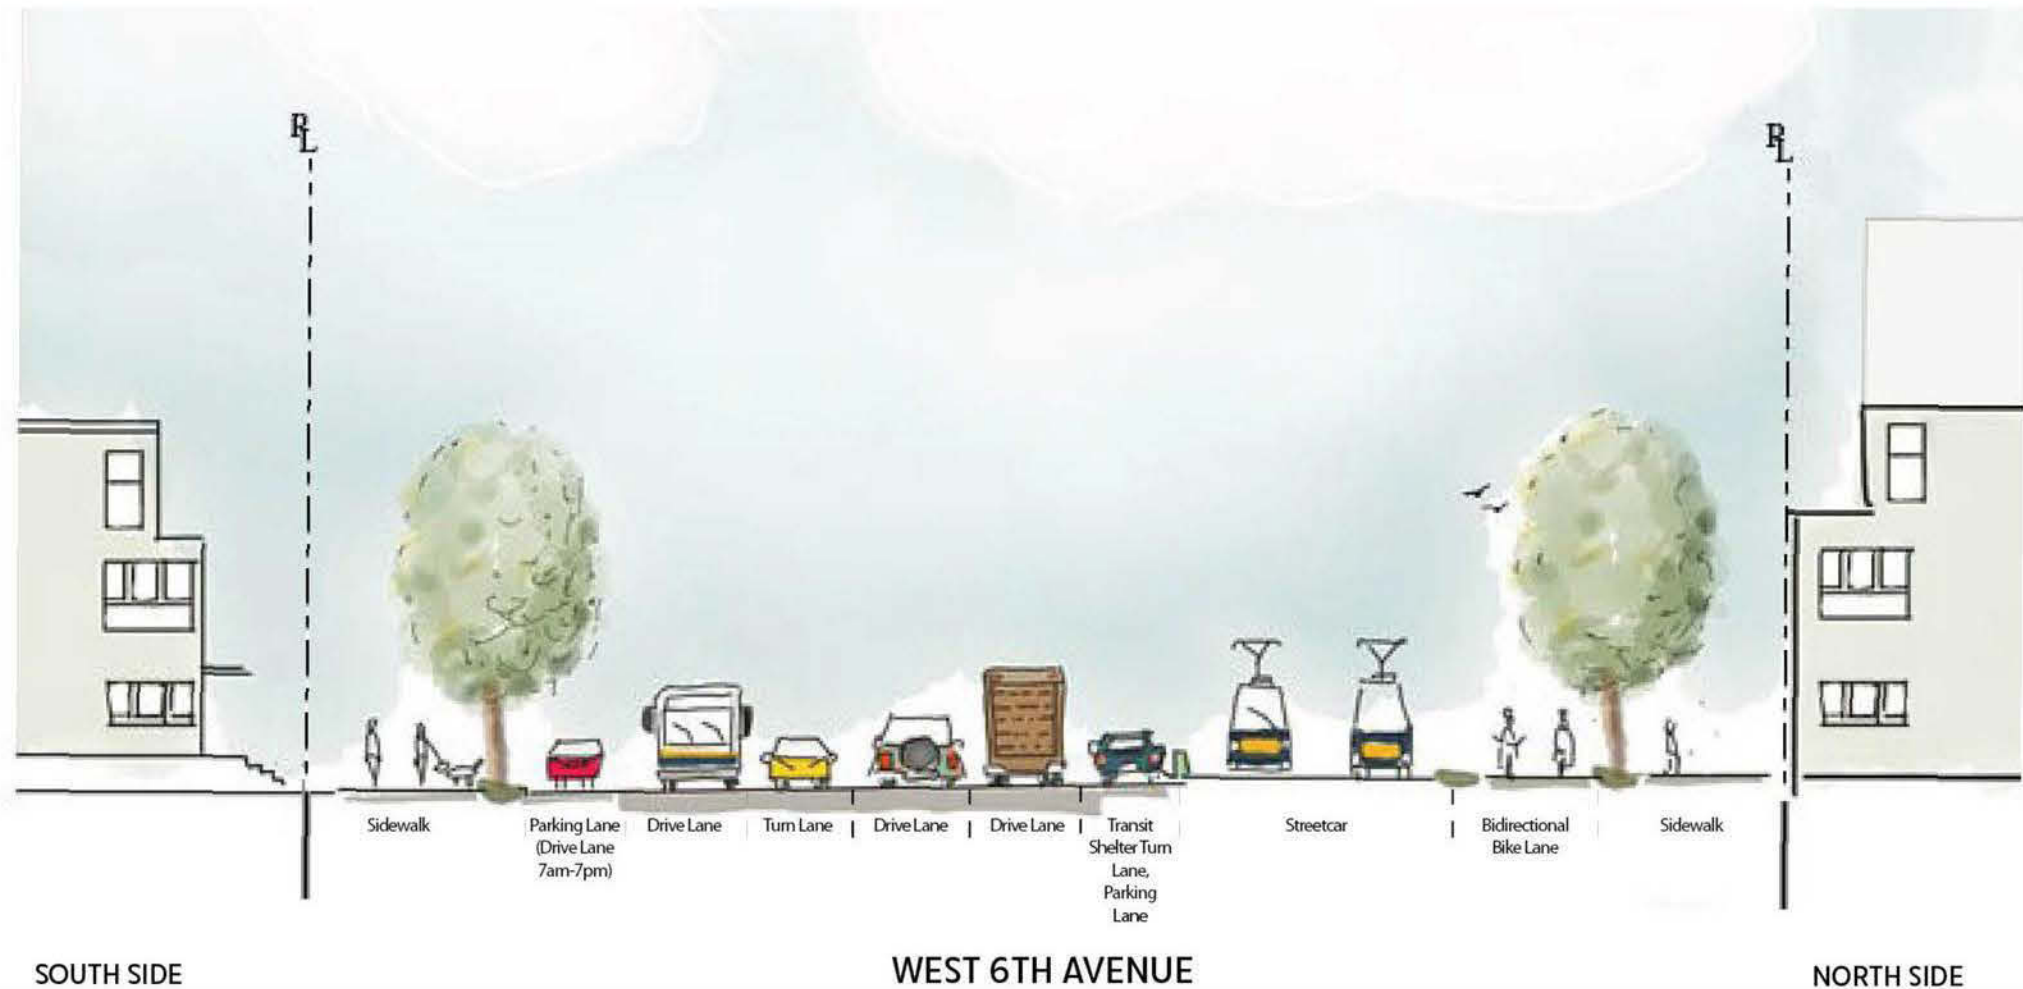 PL
PL
Sidewalk
Parking Lane
(Drive Lane
7am-7pm)
Drive Lane
Turn Lane
Drive Lane
Drive Lane
Transit
Shelter Turn
Lane,
Parking
Lane
Streetcar
Bidirectional
Bike Lane
Sidewalk
SOUTH SIDE
WEST 6TH AVENUE
NORTH SIDE